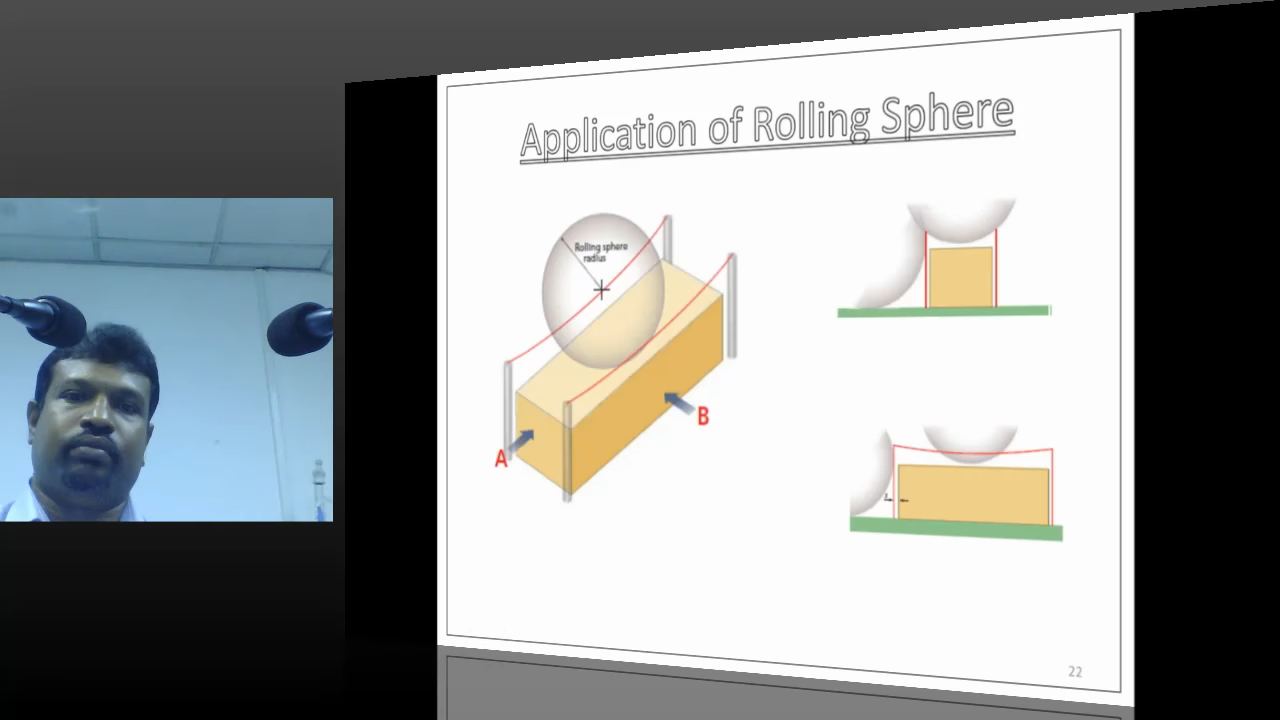 Application of Rolling Sphere
Rolling sphere
radius
A
B
22